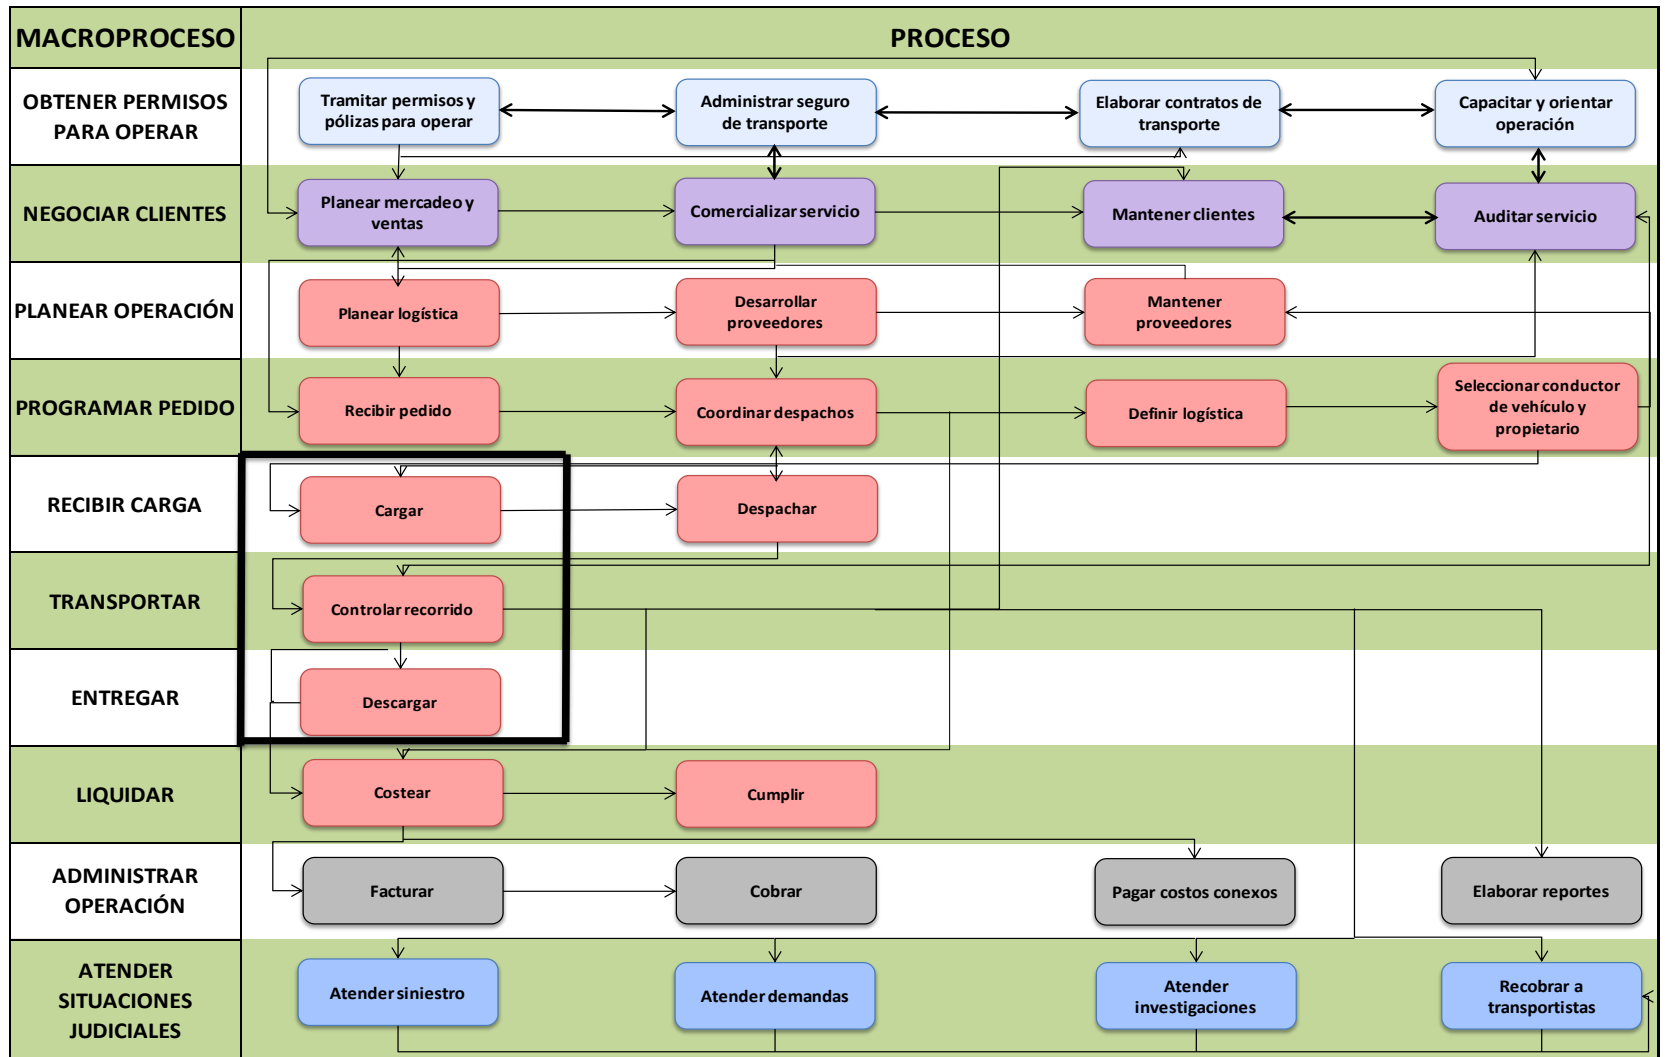 MACROPROCESO
PROCESO
OBTENER PERMISOS
PARA OPERAR
Tramitar permisos y
pólizas para operar
Administrar seguro
de transporte
Elaborar contratos de
transporte
Capacitar y orientar
operación
NEGOCIAR CLIENTES
Planear mercadeo y
ventas
Comercializar servicio
Mantener clientes
Auditar servicio
PLANEAR OPERACIÓN
Planear logística
Desarrollar
proveedores
Mantener
proveedores
PROGRAMAR PEDIDO
Recibir pedido
Coordinar despachos
Definir logística
Seleccionar conductor
de vehículo y
propietario
RECIBIR CARGA
Cargar
Despachar
TRANSPORTAR
Controlar recorrido
ENTREGAR
Descargar
LIQUIDAR
Costear
Cumplir
ADMINISTRAR
OPERACIÓN
Facturar
Cobrar
Pagar costos conexos
Elaborar reportes
ATENDER
SITUACIONES
JUDICIALES
Atender siniestro
Atender demandas
Atender
investigaciones
Recobrar a
transportistas